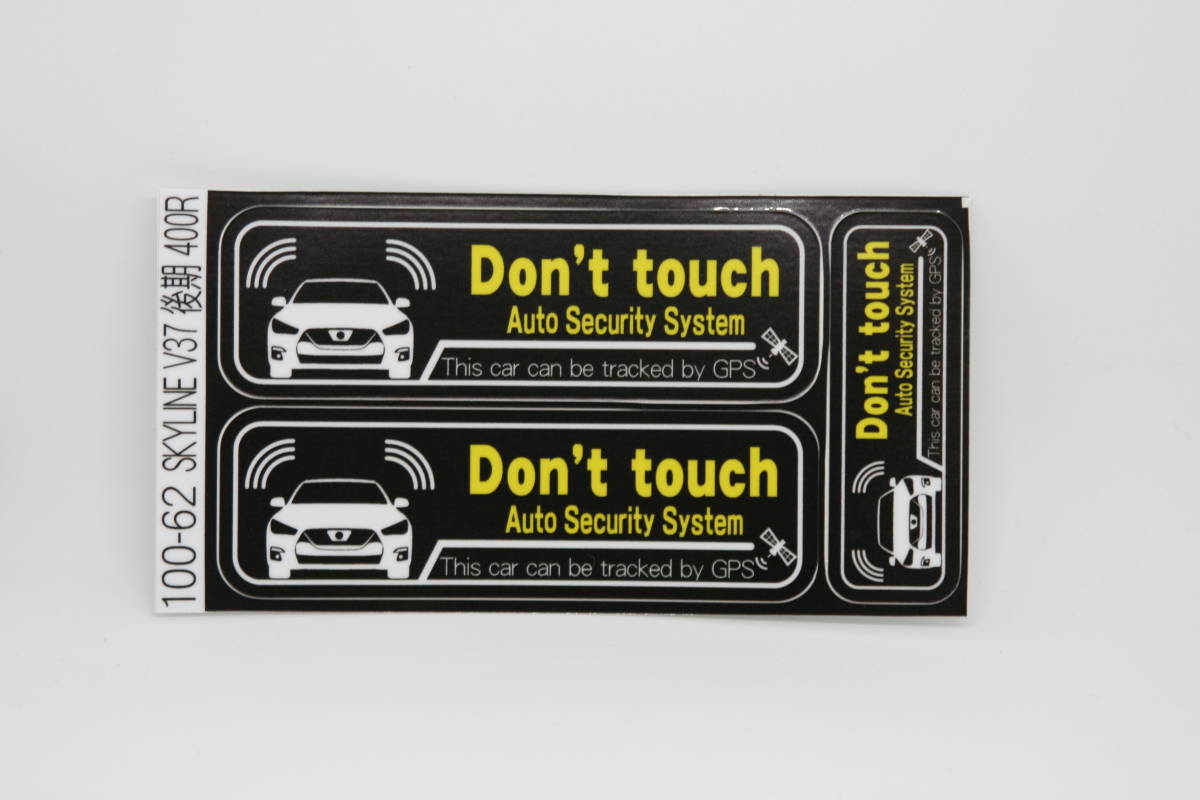 100-62 SKYLINE V37 後期 400R
Don't touch
Auto Security System
This car can be tracked by GPS
Don't touch
Auto Security System
This car can be tracked by GPS
Don't touch
Auto Security System
This car can be tracked by GPS